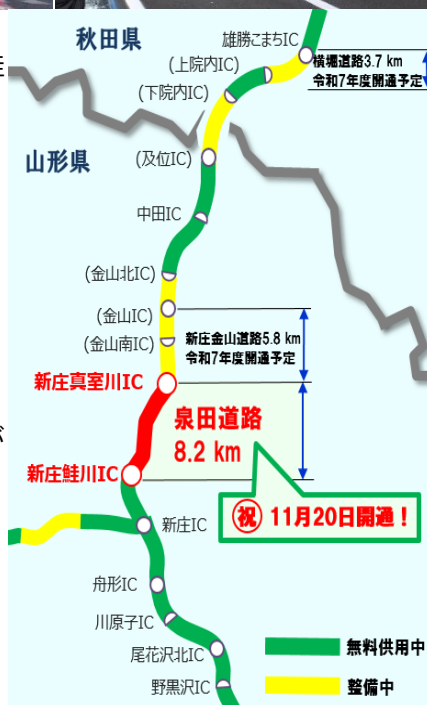 秋田県
雄勝こまちIC
(上院内IC)
横堀道路3.7 km
令和7年度開通予定
(下院内IC)
山形県
(及位IC)
中田IC
(金山北IC)
(金山IC)
(金山南IC)
新庄金山道路5.8 km
令和7年度開通予定
新庄真室川IC
泉田道路
8.2 km
新庄鮭川IC
㊗ 11月20日開通！
新庄IC
舟形IC
川原子IC
尾花沢北IC
野黒沢IC
無料供用中
整備中